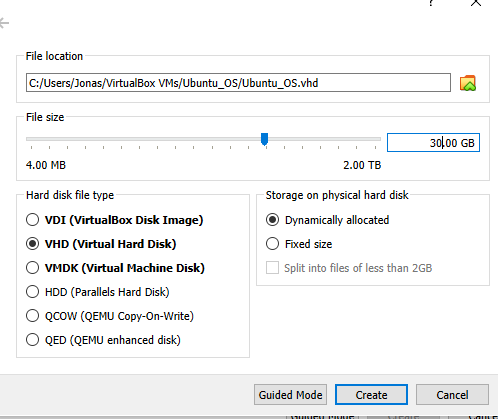 ?
File location
C:/Users/Jonas/VirtualBox VMs/Ubuntu_OS/Ubuntu_OS.vhd
File size
30.00 GB
4.00 MB 2.00 TB
Hard disk file type
VDI (VirtualBox Disk Image)
VHD (Virtual Hard Disk)
VMDK (Virtual Machine Disk)
HDD (Parallels Hard Disk)
QCOW (QEMU Copy-On-Write)
QED (QEMU enhanced disk)
Storage on physical hard disk
Dynamically allocated
Fixed size
Split into files of less than 2GB
Guided Mode Create Cancel